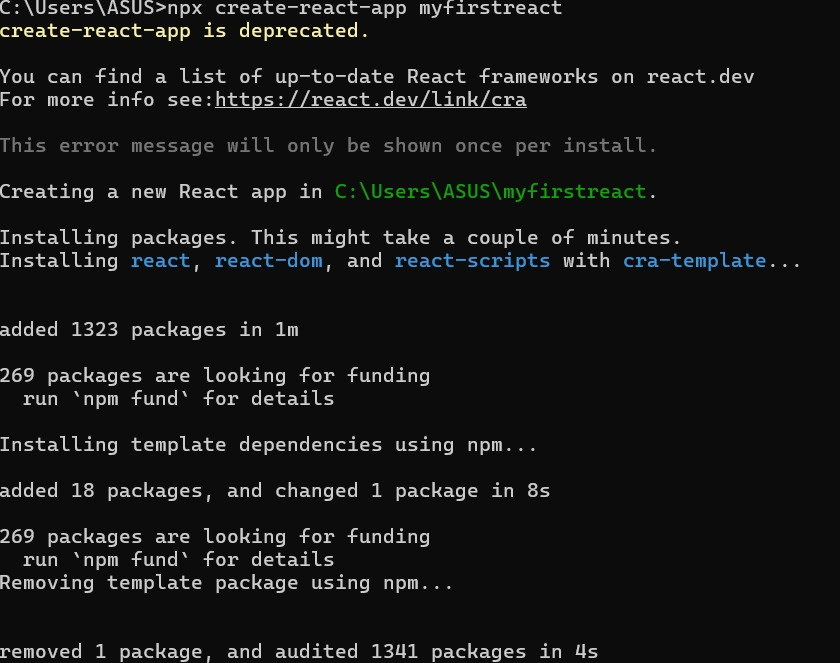 C:\Users\ASUS>npx create-react-app myfirstreact
create-react-app is deprecated.
You can find a list of up-to-date React frameworks on react.dev
For more info see:https://react.dev/link/cra
This error message will only be shown once per install.
Creating a new React app in C:\Users\ASUS\myfirstreact.
Installing packages. This might take a couple of minutes.
Installing react, react-dom, and react-scripts with cra-template...
added 1323 packages in 1m
269 packages are looking for funding
  run `npm fund` for details
Installing template dependencies using npm...
added 18 packages, and changed 1 package in 8s
269 packages are looking for funding
  run `npm fund` for details
Removing template package using npm...
removed 1 package, and audited 1341 packages in 4s